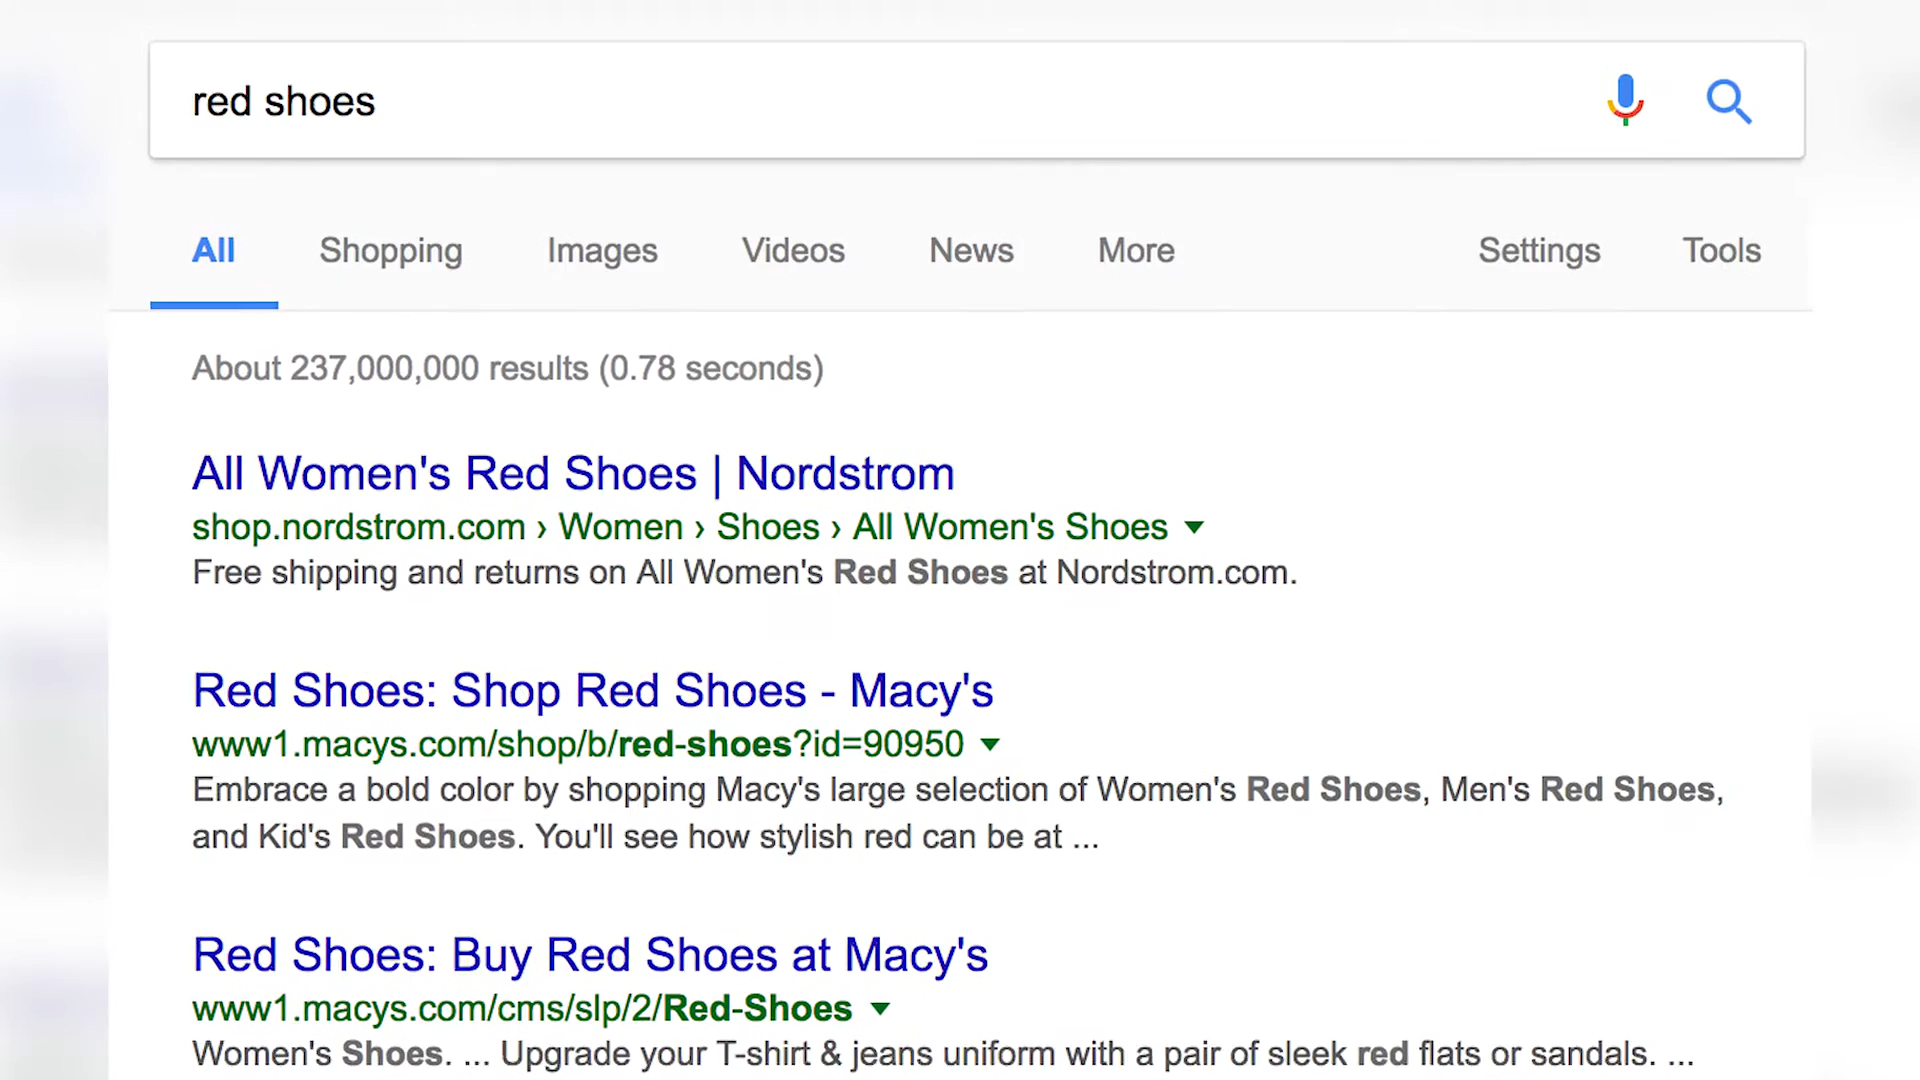 red shoes
All Shopping Images Videos News More Settings Tools
About 237,000,000 results (0.78 seconds)
All Women's Red Shoes | Nordstrom
shop.nordstrom.com › Women › Shoes › All Women's Shoes
Free shipping and returns on All Women's Red Shoes at Nordstrom.com.
Red Shoes: Shop Red Shoes - Macy's
www1.macys.com/shop/b/red-shoes?id=90950
Embrace a bold color by shopping Macy's large selection of Women's Red Shoes, Men's Red Shoes,
and Kid's Red Shoes. You'll see how stylish red can be at ...
Red Shoes: Buy Red Shoes at Macy's
www1.macys.com/cms/slp/2/Red-Shoes
Women's Shoes. ... Upgrade your T-shirt & jeans uniform with a pair of sleek red flats or sandals. ...